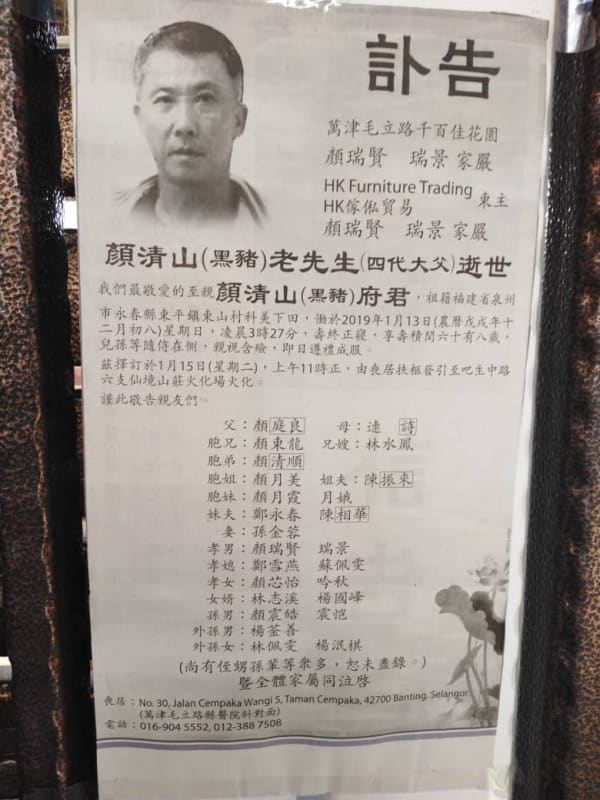 訃告
萬津毛立路千百佳花園
顏瑞賢 瑞景 家嚴
HK Furniture Trading
HK傢俬貿易 東主
顏瑞賢 瑞景 家嚴
顏清山(黑豬)老先生(四代大父)逝世
我們最敬愛的至親顏清山(黑豬)府君，祖籍福建省泉州
市永春縣東平鎮東山村科美下田，慟於2019年1月13日(農曆戊戌年十
二月初八)星期日，凌晨3時27分，壽終正寢，享壽積閏六十有八歲，
兒孫等隨侍在側，親視含殮，即日遵禮成服。
茲擇訂於1月15日(星期二)，上午11時正，由喪居扶柩發引至吧生中路
六支仙境山莊火化場火化。
謹此敬告親友們。
父：顏庭良 母：連 詩
胞兄：顏東龍 兄嫂：林水鳳
胞弟：顏清順
胞姐：顏月美 姐夫：陳振來
胞妹：顏月霞 月娥
妹夫：鄭永春 陳相華
妻：孫金蓉
孝男：顏瑞賢 瑞景
孝媳：鄭雪燕 蘇佩雯
孝女：顏芯怡 吟秋
女婿：林志溪 楊國峰
孫男：顏震皓 震愷
外孫男：楊荃善
外孫女：林佩雯 楊泯棋
(尚有侄甥孫輩等眾多，恕未盡錄。)
暨全體家屬同泣啓
喪居：No. 30, Jalan Cempaka Wangi 5, Taman Cempaka, 42700 Banting, Selangor.
(萬津毛立路縣醫院斜對面)
電話：016-904 5552, 012-388 7508